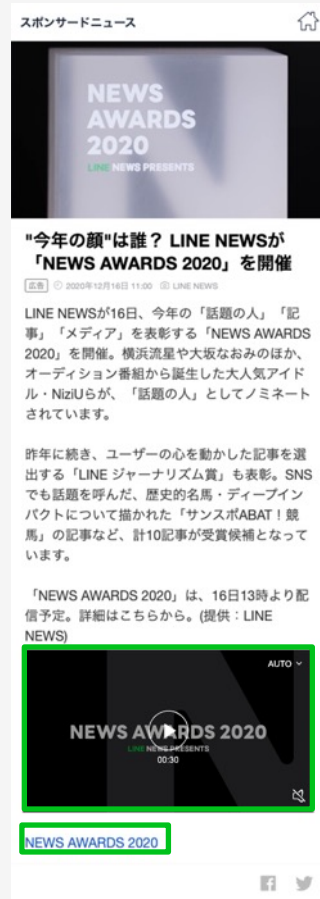 スポンサードニュース
NEWS
AWARDS
2020
LINE NEWS PRESENTS
"今年の顔"は誰？ LINE NEWSが
「NEWS AWARDS 2020」を開催
広告 2020年12月16日 11:00 LINE NEWS
LINE NEWSが16日、今年の「話題の人」「記
事」「メディア」を表彰する「NEWS AWARDS
2020」を開催。横浜流星や大坂なおみのほか、
オーディション番組から誕生した大人気アイド
ル・NiziUらが、「話題の人」としてノミネート
されています。
昨年に続き、ユーザーの心を動かした記事を選
出する「LINE ジャーナリズム賞」も表彰。SNS
でも話題を呼んだ、歴史的名馬・ディープイン
パクトについて描かれた「サンスポABAT！競
馬」の記事など、計10記事が受賞候補となって
います。
「NEWS AWARDS 2020」は、16日13時より配
信予定。詳細はこちらから。(提供：LINE
NEWS)
AUTO
NEWS AWARDS 2020
LINE NEWS PRESENTS
00:30
NEWS AWARDS 2020